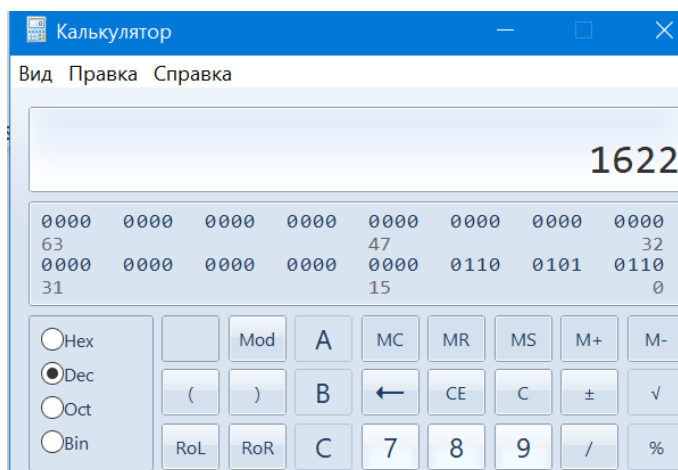 Калькулятор
Вид Правка Справка
1622
0000 0000 0000 0000 0000 0000 0000 0000
63 47 32
0000 0000 0000 0000 0000 0110 0101 0110
31 15 0
Hex Mod A MC MR MS M+ M-
Dec ( ) B ← CE C ± √
Oct
Bin RoL RoR C 7 8 9 / %